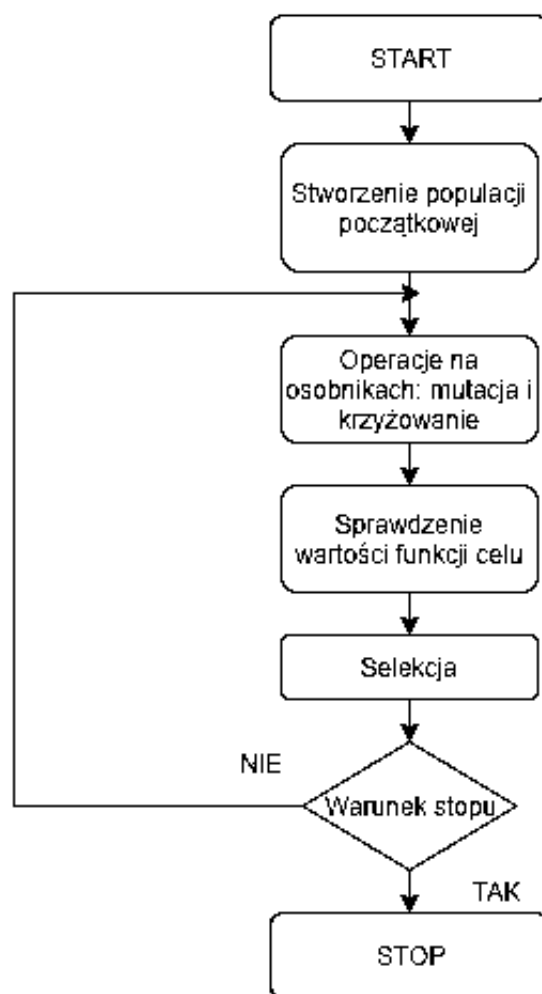 START
Stworzenie populacji
początkowej
Operacje na
osobnikach: mutacja i
krzyżowanie
Sprawdzenie
wartości funkcji celu
Selekcja
NIE
Warunek stopu
TAK
STOP